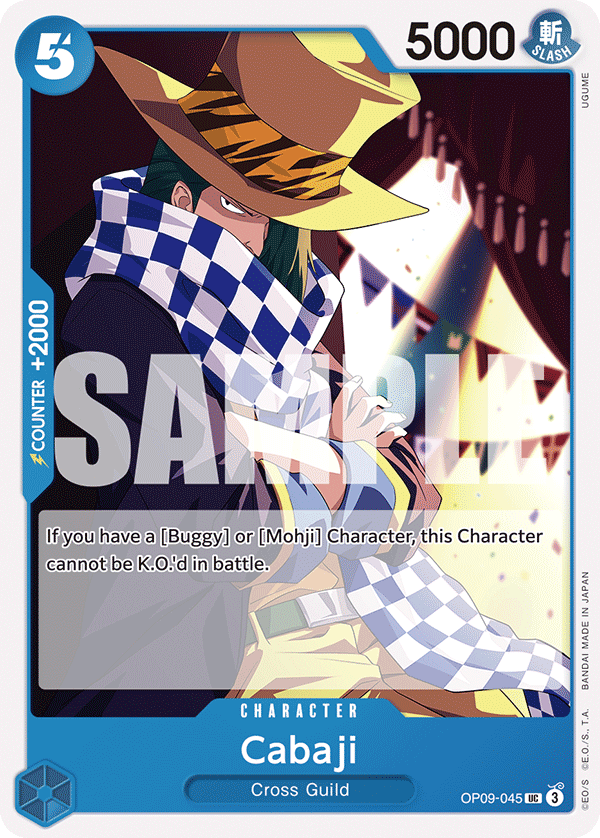 5
5000
斬
SLASH
UGUME
COUNTER +2000
SAMPLE
If you have a [Buggy] or [Mohji] Character, this Character
cannot be K.O.'d in battle.
CHARACTER
Cabaji
Cross Guild
OP09-045 UC 3
©E.O./S., T.A. BANDAI MADE IN JAPAN
©EO/S